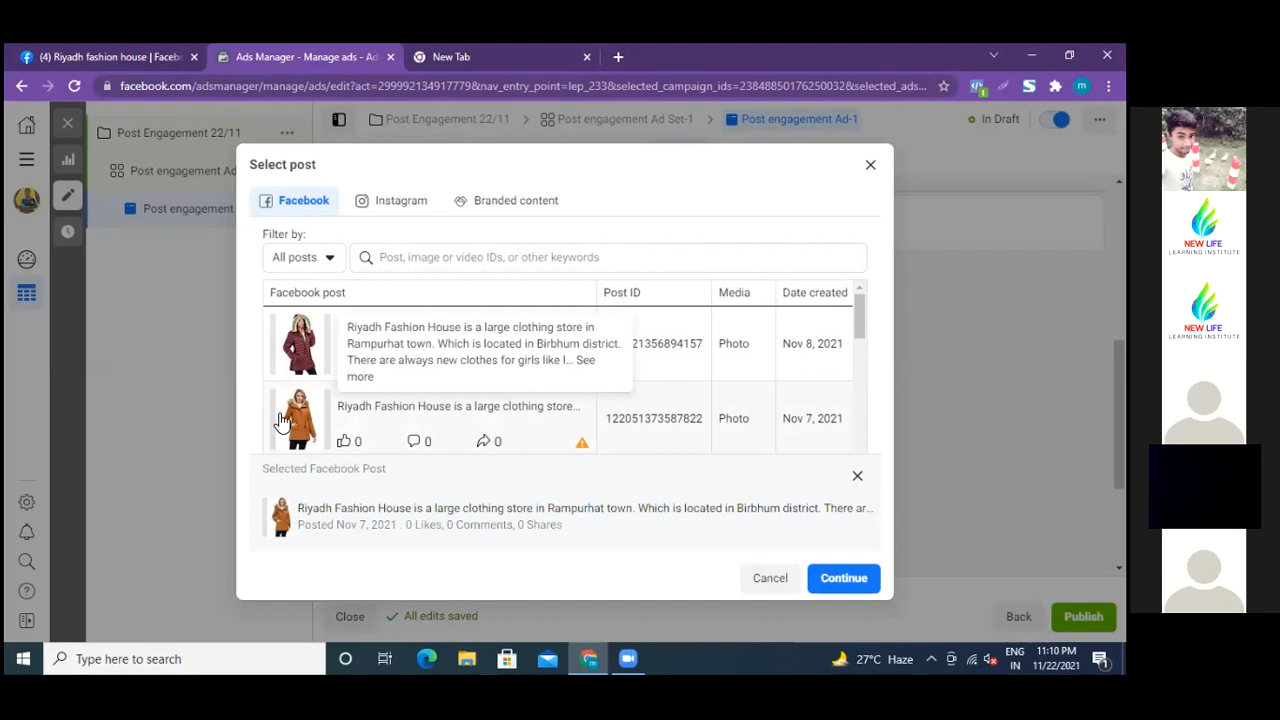 (4) Riyadh fashion house | Faceb
Ads Manager - Manage ads - Ad
New Tab
facebook.com/adsmanager/manage/ads/edit?act=299992134917779&nav_entry_point=lep_233&selected_campaign_ids=23848850176250032&selected_ads...
m
1
Post Engagement 22/11
Post engagement Ad Set-1
Post engagement Ad-1
In Draft
Post Engagement 22/11
Post engagement Ad
Post engagement
Select post
Facebook
Instagram
Branded content
Filter by:
All posts
Post, image or video IDs, or other keywords
Facebook post
Post ID
Media
Date created
Riyadh Fashion House is a large clothing store in
Rampurhat town. Which is located in Birbhum district.
There are always new clothes for girls like l... See
more
21356894157
Photo
Nov 8, 2021
Riyadh Fashion House is a large clothing store...
0
0
0
122051373587822
Photo
Nov 7, 2021
Selected Facebook Post
Riyadh Fashion House is a large clothing store in Rampurhat town. Which is located in Birbhum district. There ar...
Posted Nov 7, 2021 . 0 Likes, 0 Comments, 0 Shares
Cancel
Continue
Close
All edits saved
Back
Publish
Type here to search
27°C Haze
ENG
IN
11:10 PM
11/22/2021
1
NEW LIFE
LEARNING INSTITUTE
NEW LIFE
LEARNING INSTITUTE